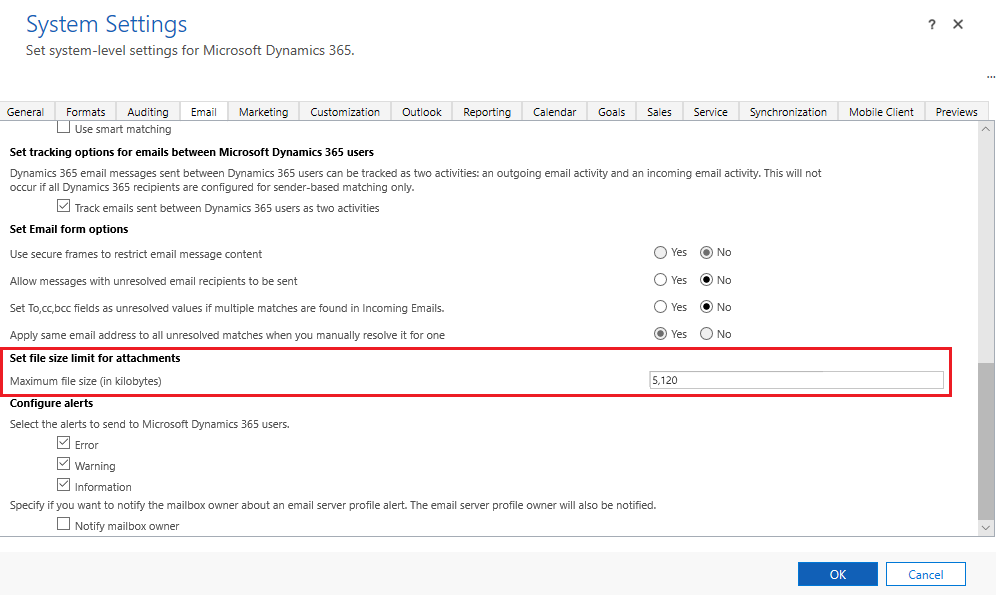 System Settings
? ×
Set system-level settings for Microsoft Dynamics 365.
...
General Formats Auditing Email Marketing Customization Outlook Reporting Calendar Goals Sales Service Synchronization Mobile Client Previews
Use smart matching
Set tracking options for emails between Microsoft Dynamics 365 users
Dynamics 365 email messages sent between Dynamics 365 users can be tracked as two activities: an outgoing email activity and an incoming email activity. This will not
occur if all Dynamics 365 recipients are configured for sender-based matching only.
Track emails sent between Dynamics 365 users as two activities
Set Email form options
Use secure frames to restrict email message content Yes No
Allow messages with unresolved email recipients to be sent Yes No
Set To,cc,bcc fields as unresolved values if multiple matches are found in Incoming Emails. Yes No
Apply same email address to all unresolved matches when you manually resolve it for one Yes No
Set file size limit for attachments
Maximum file size (in kilobytes) 5,120
Configure alerts
Select the alerts to send to Microsoft Dynamics 365 users.
Error
Warning
Information
Specify if you want to notify the mailbox owner about an email server profile alert. The email server profile owner will also be notified.
Notify mailbox owner
OK Cancel